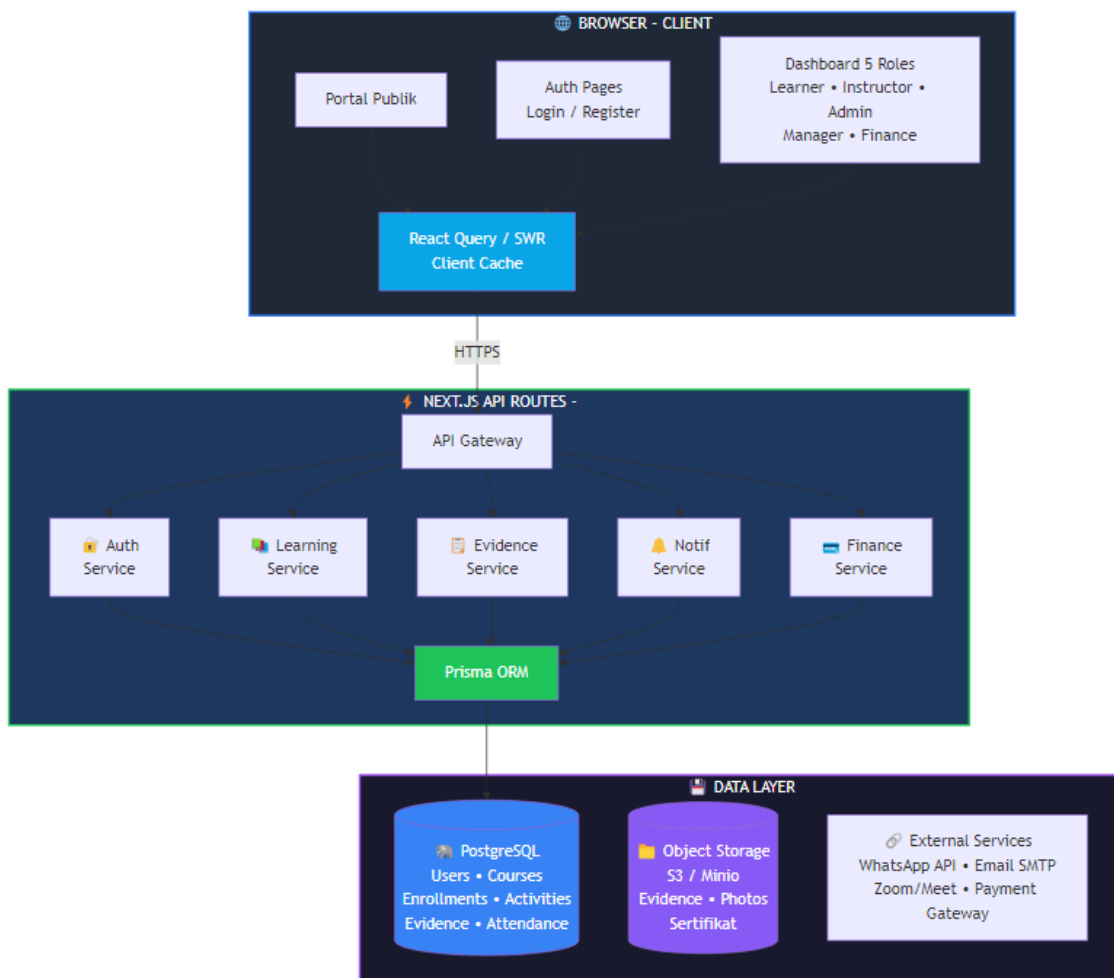 🌐 BROWSER - CLIENT
Portal Publik
Auth Pages
Login / Register
Dashboard 5 Roles
Learner • Instructor •
Admin
Manager • Finance
React Query / SWR
Client Cache
HTTPS
⚡ NEXT.JS API ROUTES -
API Gateway
🔐 Auth
Service
📚 Learning
Service
📋 Evidence
Service
🔔 Notif
Service
💳 Finance
Service
Prisma ORM
💾 DATA LAYER
🐘 PostgreSQL
Users • Courses
Enrollments • Activities
Evidence • Attendance
📁 Object Storage
S3 / Minio
Evidence • Photos
Sertifikat
🔗 External Services
WhatsApp API • Email SMTP
Zoom/Meet • Payment
Gateway